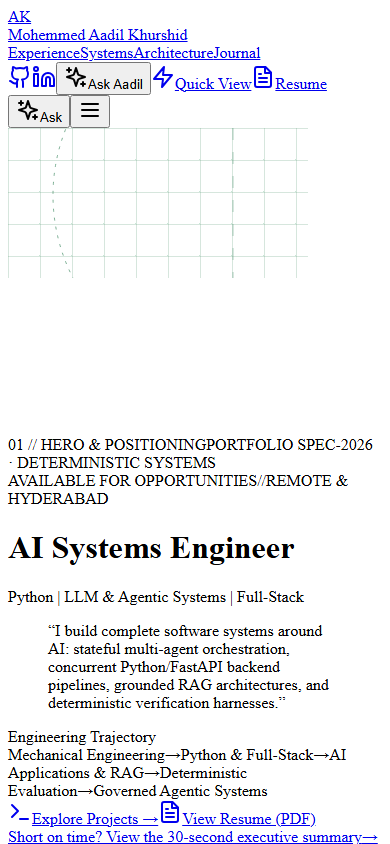 AK
Mohemmed Aadil Khurshid
ExperienceSystemsArchitectureJournal
Ask Aadil Quick View Resume
Ask
01 // HERO & POSITIONINGPORTFOLIO SPEC-2026
· DETERMINISTIC SYSTEMS
AVAILABLE FOR OPPORTUNITIES//REMOTE &
HYDERABAD
AI Systems Engineer
Python | LLM & Agentic Systems | Full-Stack
“I build complete software systems around
AI: stateful multi-agent orchestration,
concurrent Python/FastAPI backend
pipelines, grounded RAG architectures, and
deterministic verification harnesses.”
Engineering Trajectory
Mechanical Engineering→Python & Full-Stack→AI
Applications & RAG→Deterministic
Evaluation→Governed Agentic Systems
Explore Projects → View Resume (PDF)
Short on time? View the 30-second executive summary→